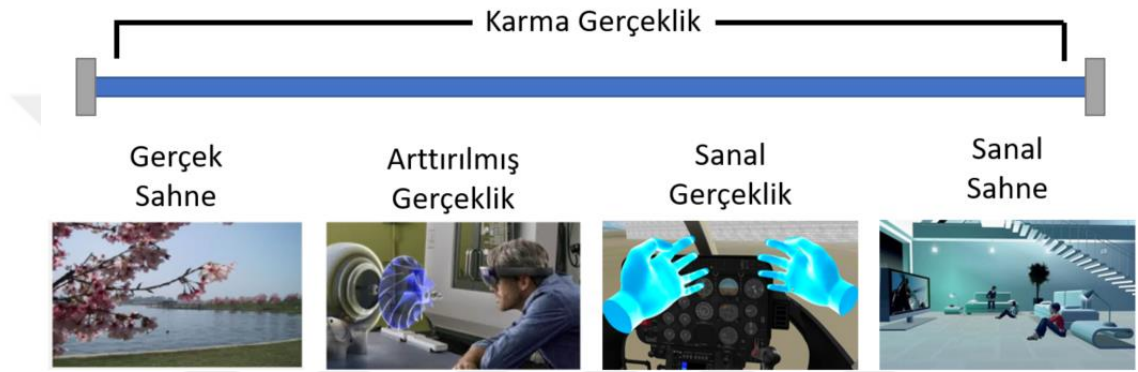 Karma Gerçeklik
Gerçek
Sahne
Arttırılmış
Gerçeklik
Sanal
Gerçeklik
Sanal
Sahne